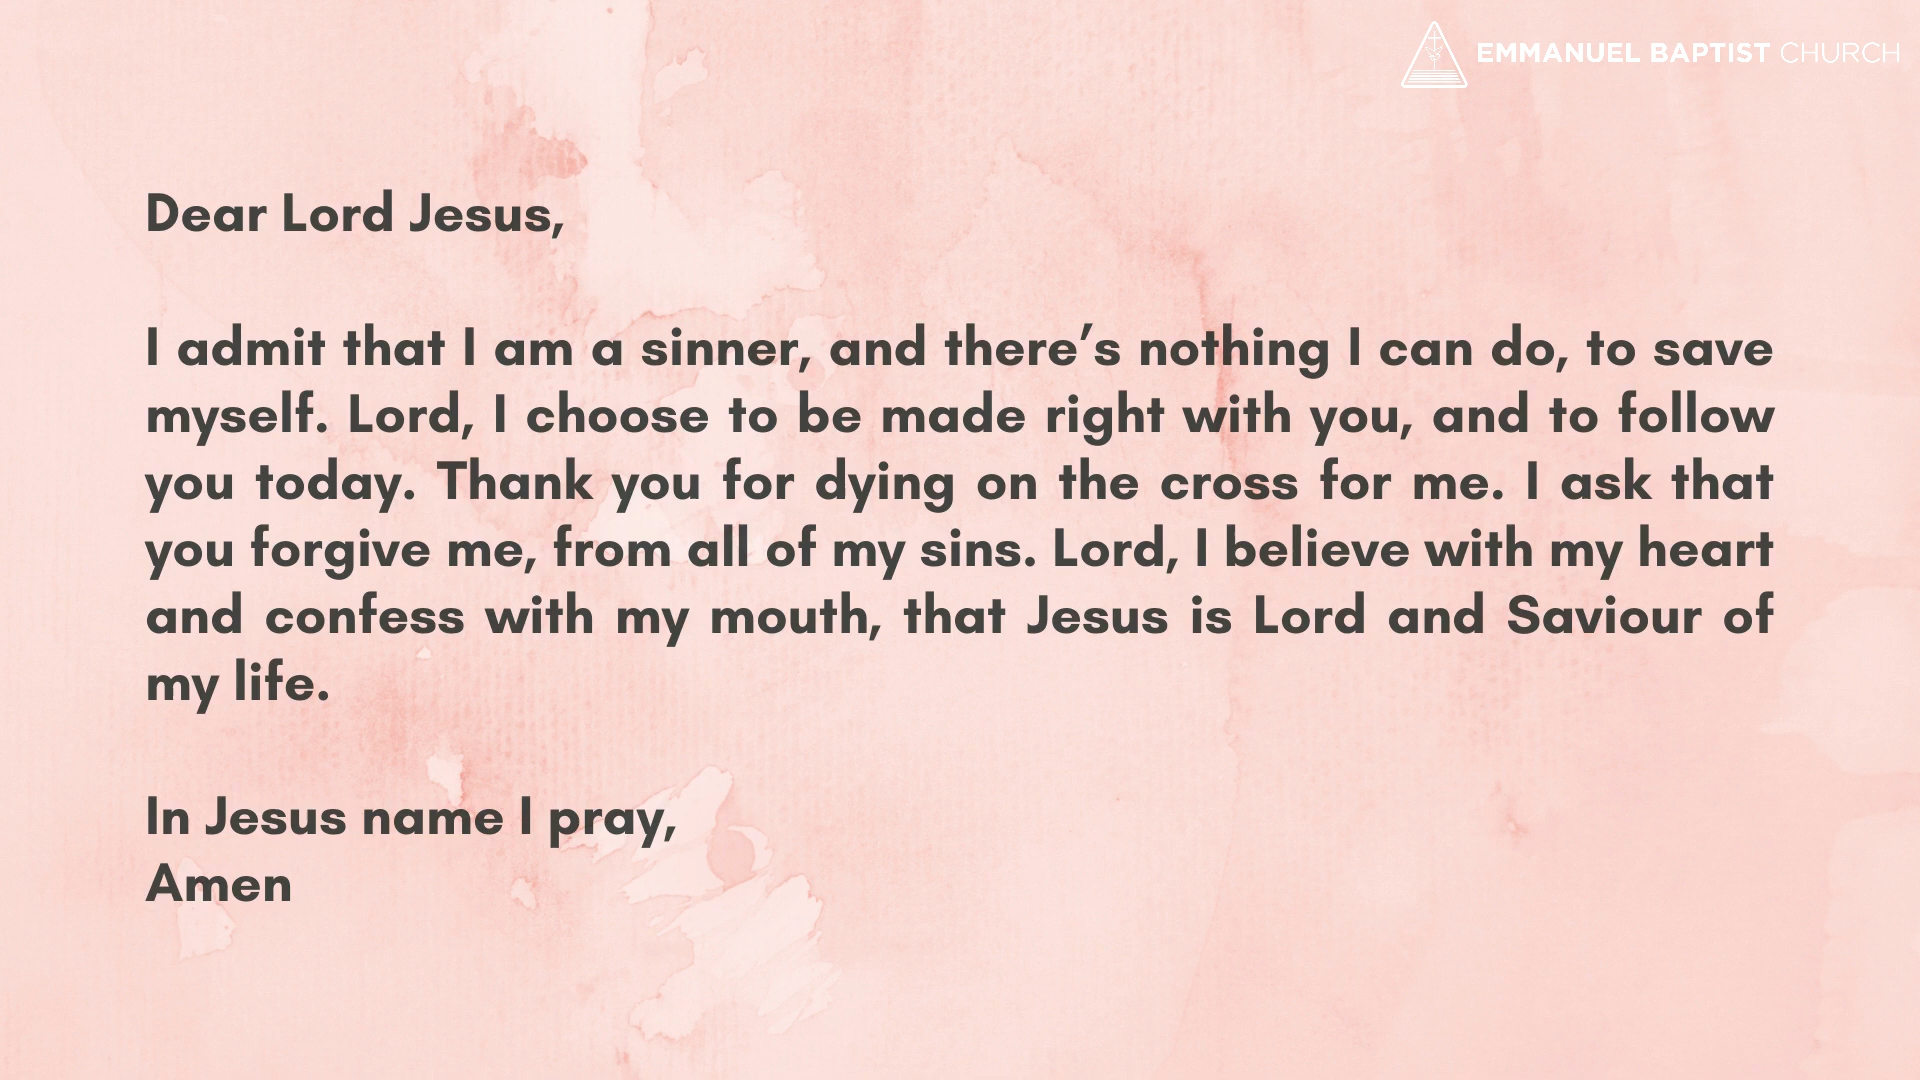 EMMANUEL BAPTIST CHURCH
Dear Lord Jesus,
I admit that I am a sinner, and there’s nothing I can do, to save
myself. Lord, I choose to be made right with you, and to follow
you today. Thank you for dying on the cross for me. I ask that
you forgive me, from all of my sins. Lord, I believe with my heart
and confess with my mouth, that Jesus is Lord and Saviour of
my life.
In Jesus name I pray,
Amen